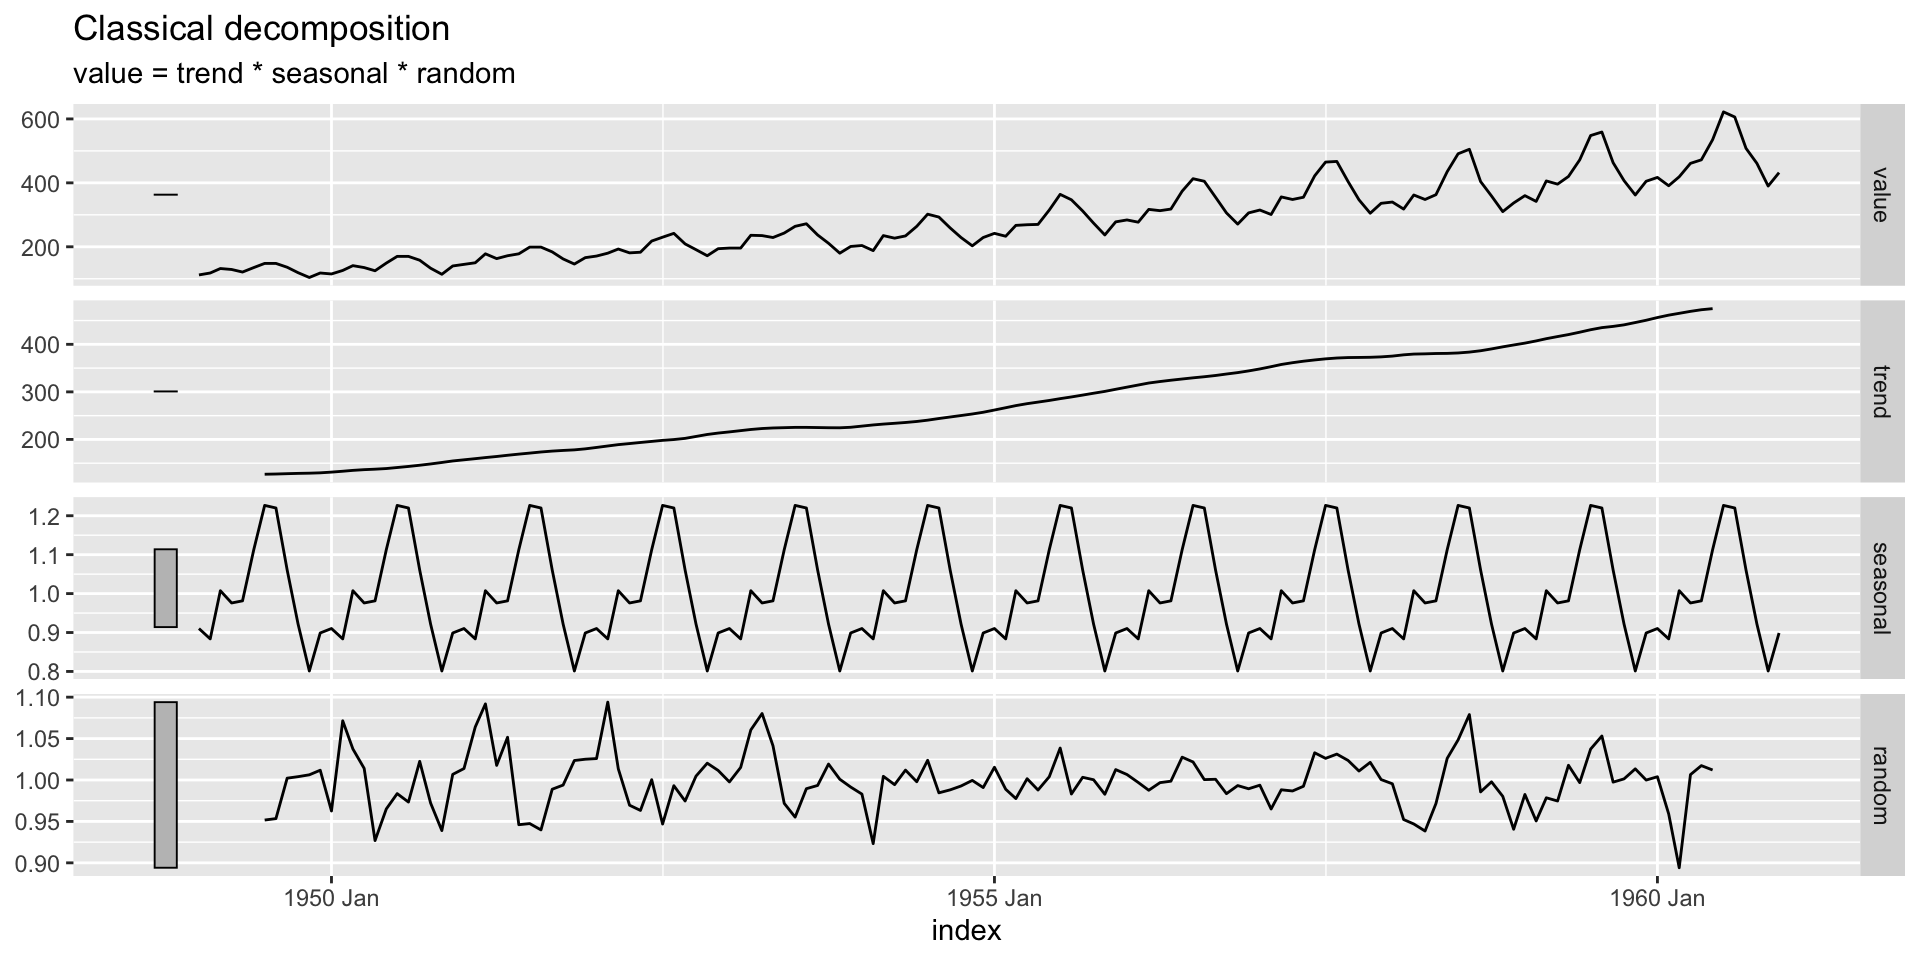 Classical decomposition
value = trend * seasonal * random
600
400
200
value
400
300
200
trend
1.2
1.1
1.0
0.9
0.8
seasonal
1.10
1.05
1.00
0.95
0.90
random
1950 Jan
1955 Jan
1960 Jan
index